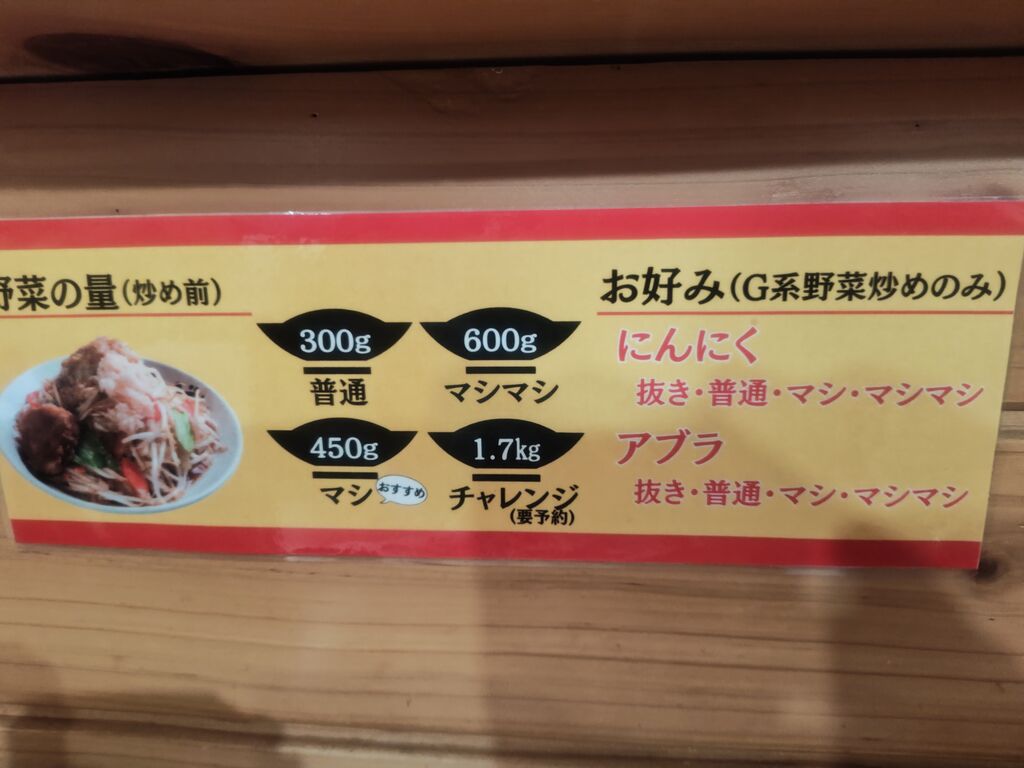 野菜の量(炒め前)
300g
普通
600g
マシマシ
450g
マシ
おすすめ
1.7kg
チャレンジ
(要予約)
お好み(G系野菜炒めのみ)
にんにく
抜き・普通・マシ・マシマシ
アブラ
抜き・普通・マシ・マシマシ